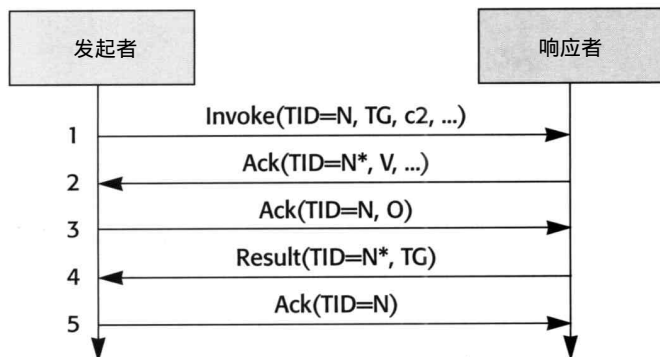 发起者
响应者
1 Invoke(TID=N, TG, c2, ...)
2 Ack(TID=N*, V, ...)
3 Ack(TID=N, O)
4 Result(TID=N*, TG)
5 Ack(TID=N)